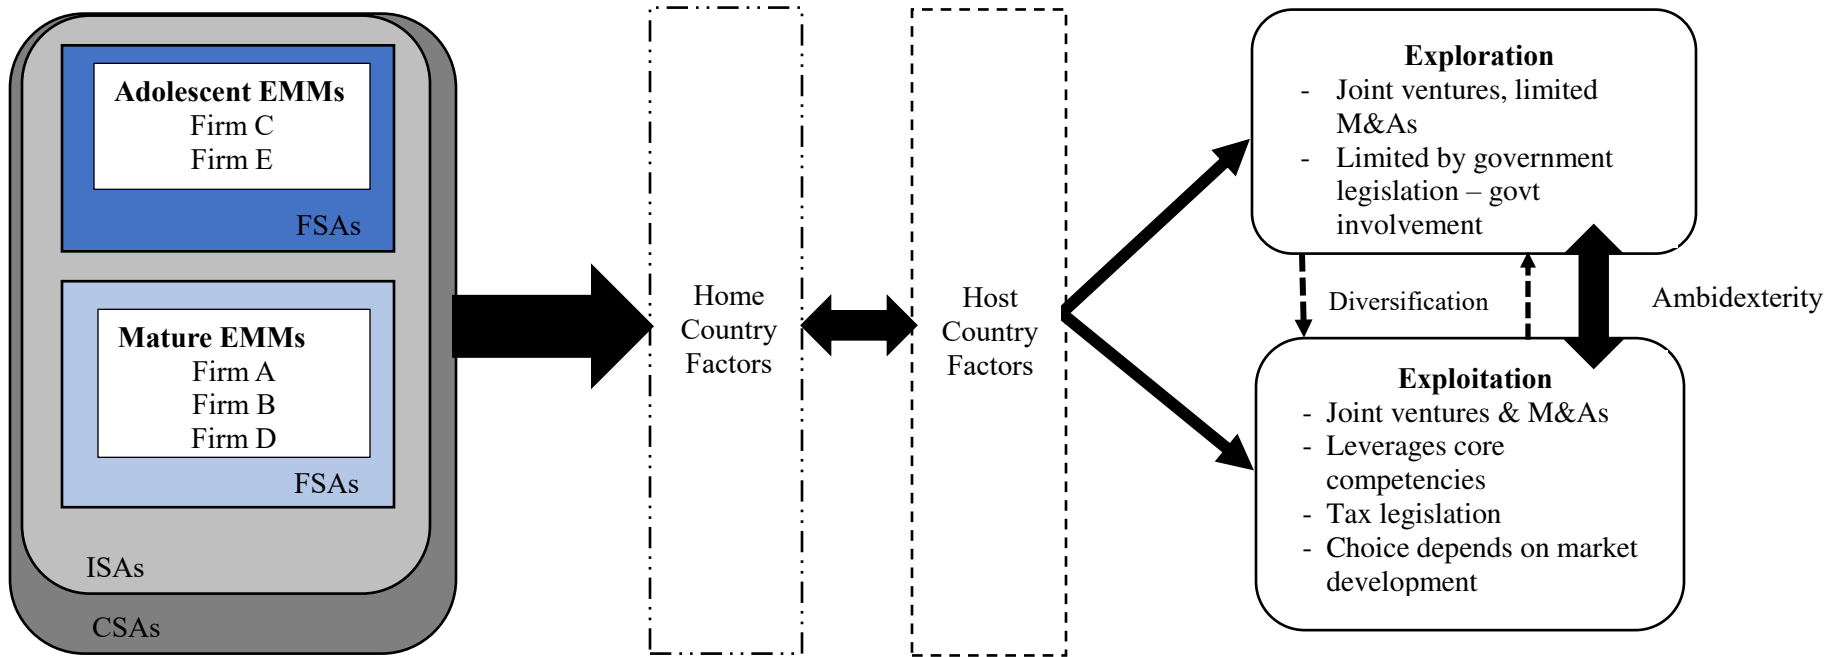 Adolescent EMMs
Firm C
Firm E
FSAs
Mature EMMs
Firm A
Firm B
Firm D
FSAs
ISAs
CSAs
Home
Country
Factors
Host
Country
Factors
Exploration
- Joint ventures, limited
M&As
- Limited by government
legislation – govt
involvement
Diversification
Ambidexterity
Exploitation
- Joint ventures & M&As
- Leverages core
competencies
- Tax legislation
- Choice depends on market
development